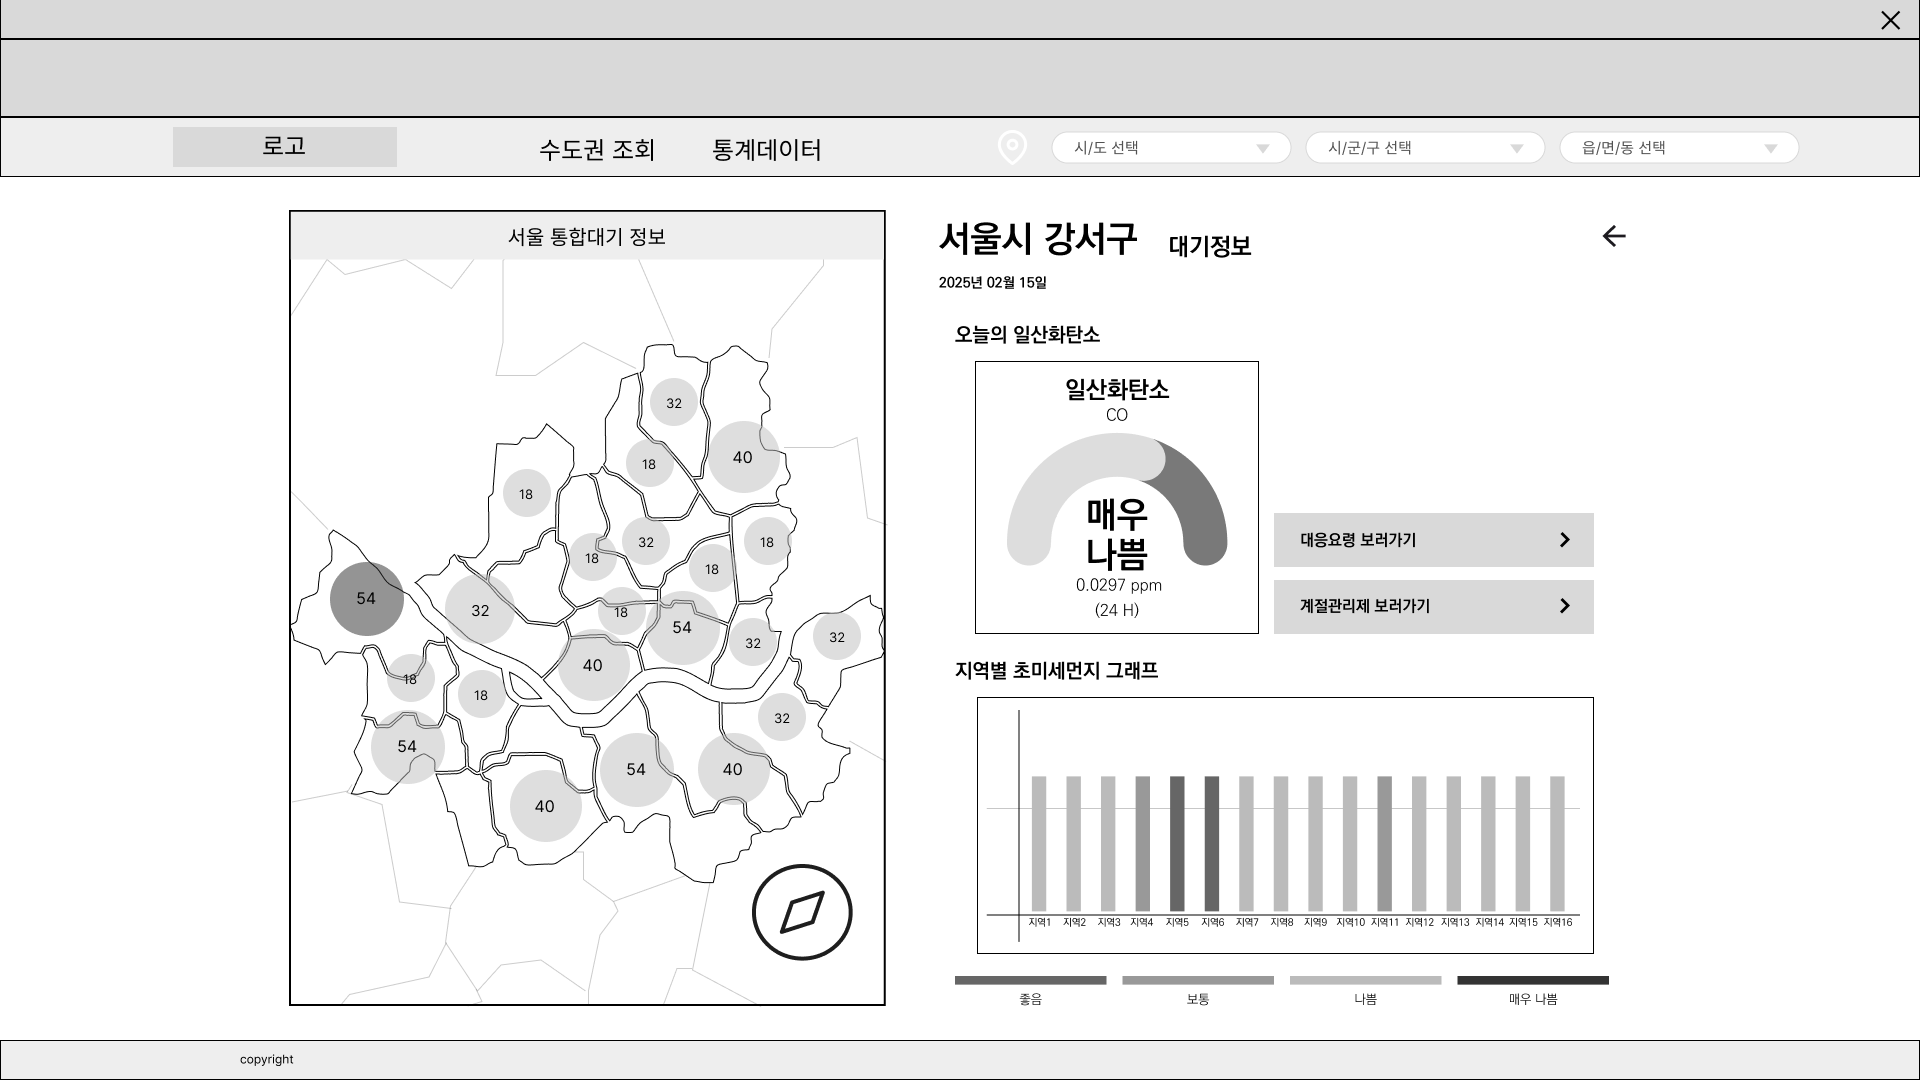 로고
수도권 조회
통계데이터
시/도 선택
시/군/구 선택
읍/면/동 선택
서울 통합대기 정보
32
40
18
18
32
18
18
18
54
32
18
54
32
32
40
18
18
32
54
54
40
40
서울시 강서구
대기정보
2025년 02월 15일
오늘의 일산화탄소
일산화탄소
CO
매우
나쁨
0.0297 ppm
(24 H)
대응요령 보러가기
계절관리제 보러가기
지역별 초미세먼지 그래프
지역1 지역2 지역3 지역4 지역5 지역6 지역7 지역8 지역9 지역10 지역11 지역12 지역13 지역14 지역15 지역16
좋음
보통
나쁨
매우 나쁨
copyright